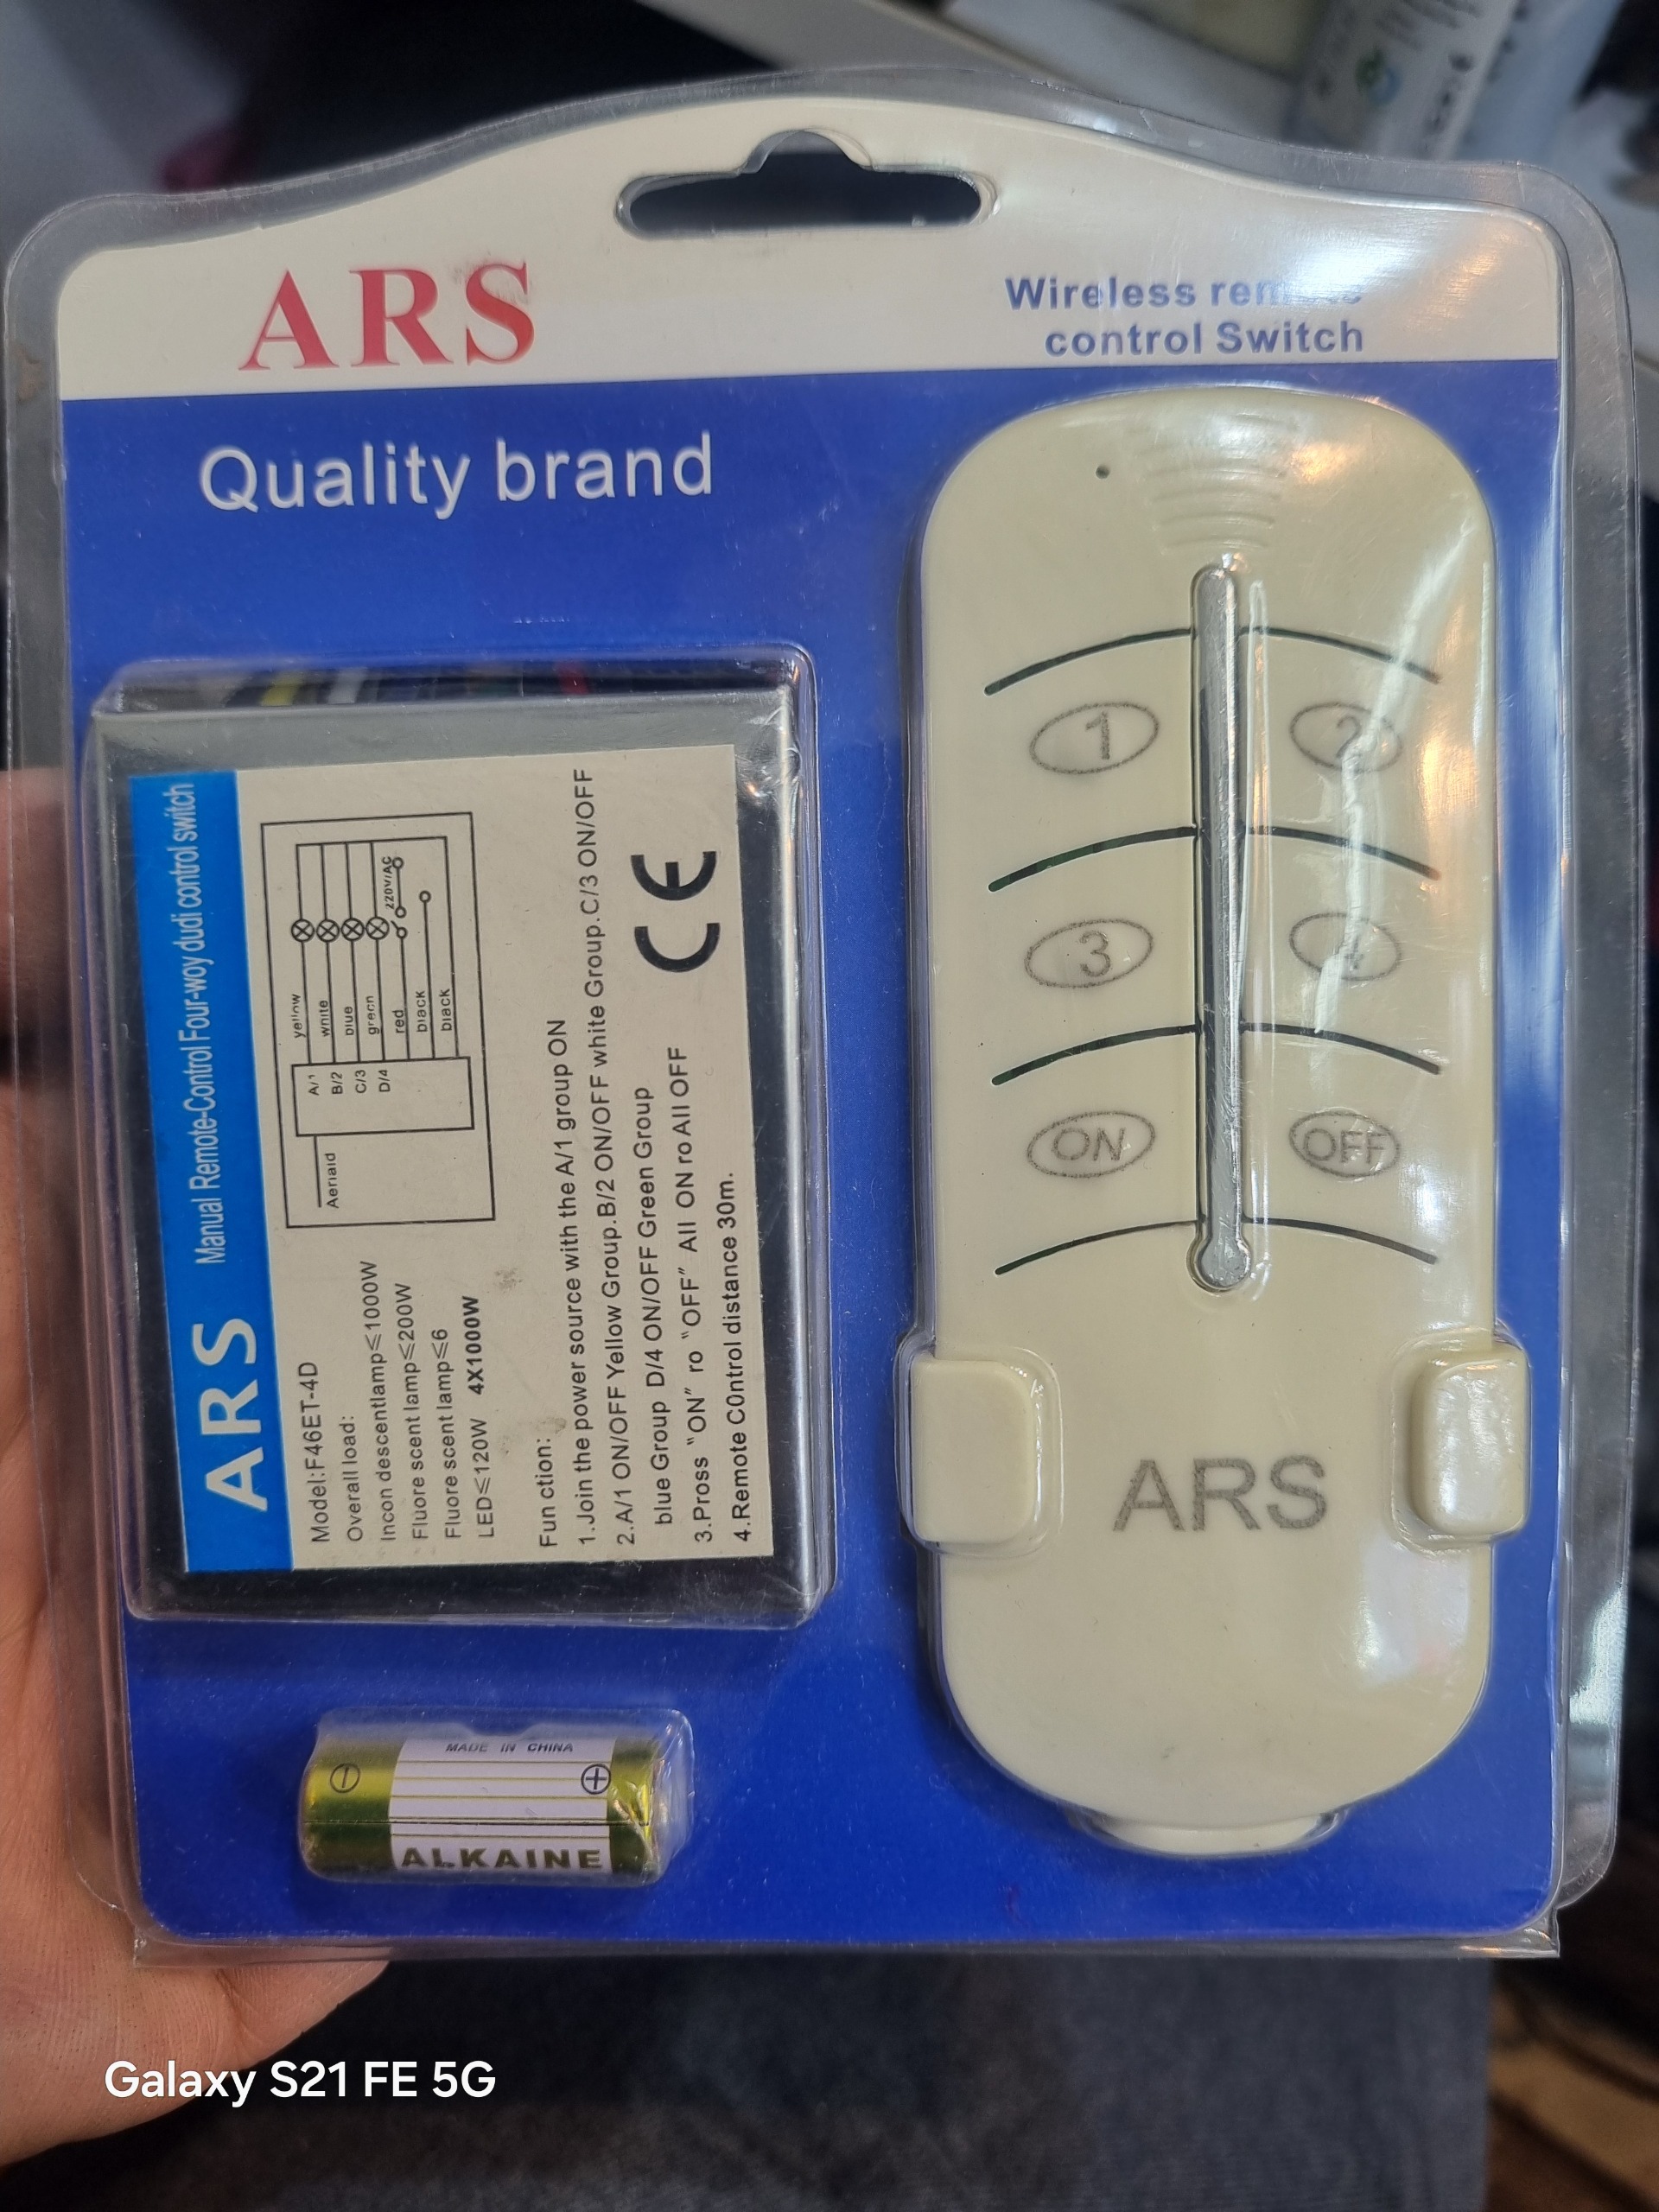 ARS
Wireless remote
control Switch
Quality brand
ARS Manual Remote-Control Four-woy dudi control switch
Model:F46ET-4D
Overall load:
Incon descentlamp≤1000W
Fluore scent lamp≤200W
Fluore scent lamp≤6
LED≤120W 4X1000W
Aeriaid
A/1
B/2
C/3
D/4
yellow
white
blue
green
red
black
black
220V/AC
Fun ction:
1.Join the power source with the A/1 group ON
2.A/1 ON/OFF Yellow Group.B/2 ON/OFF white Group.C/3 ON/OFF
blue Group D/4 ON/OFF Green Group
3.Pross "ON" ro "OFF" All ON ro All OFF
4.Remote C0ntrol distance 30m.
CE
1
2
3
4
ON
OFF
ARS
MADE IN CHINA
ALKAINE
Galaxy S21 FE 5G